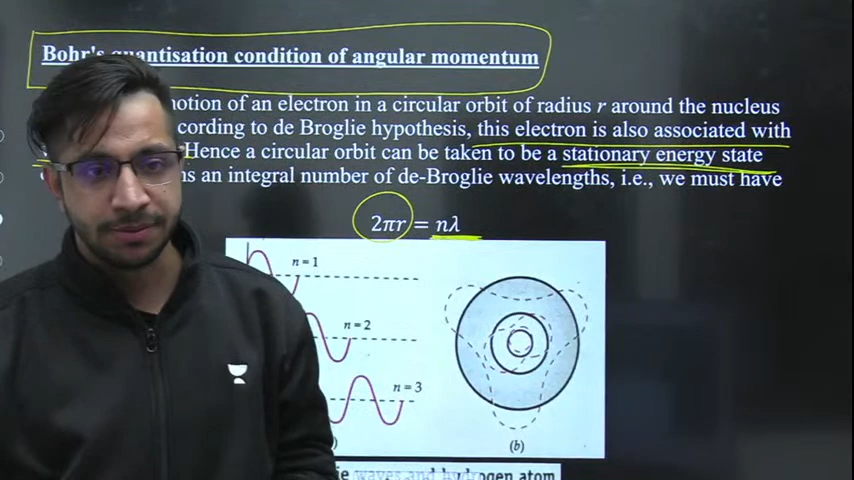 Bohr's quantisation condition of angular momentum
motion of an electron in a circular orbit of radius r around the nucleus
cording to de Broglie hypothesis, this electron is also associated with
Hence a circular orbit can be taken to be a stationary energy state
ns an integral number of de-Broglie wavelengths, i.e., we must have
2πr = nλ
n = 1
n = 2
n = 3
(b)
waves and hydrogen atom